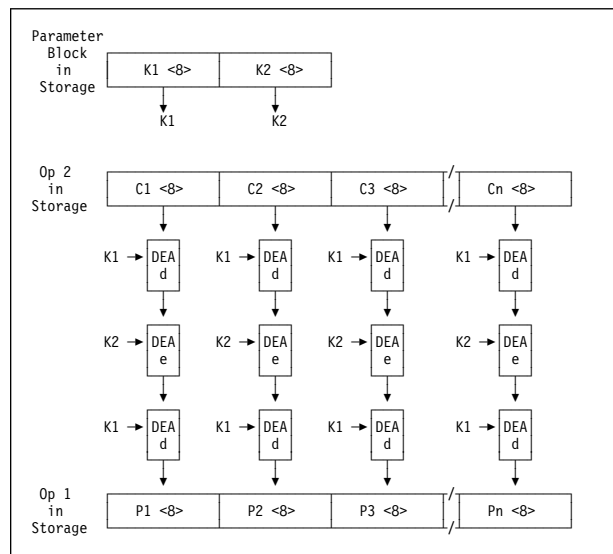 Parameter
Block
in
Storage
K1 <8> K2 <8>
K1 K2
Op 2
in
Storage
C1 <8> C2 <8> C3 <8> / / Cn <8>
K1 DEA d K1 DEA d K1 DEA d K1 DEA d
K2 DEA e K2 DEA e K2 DEA e K2 DEA e
K1 DEA d K1 DEA d K1 DEA d K1 DEA d
Op 1
in
Storage
P1 <8> P2 <8> P3 <8> / / Pn <8>